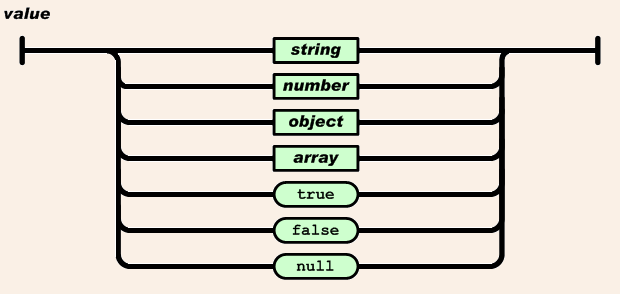 value
string
number
object
array
true
false
null